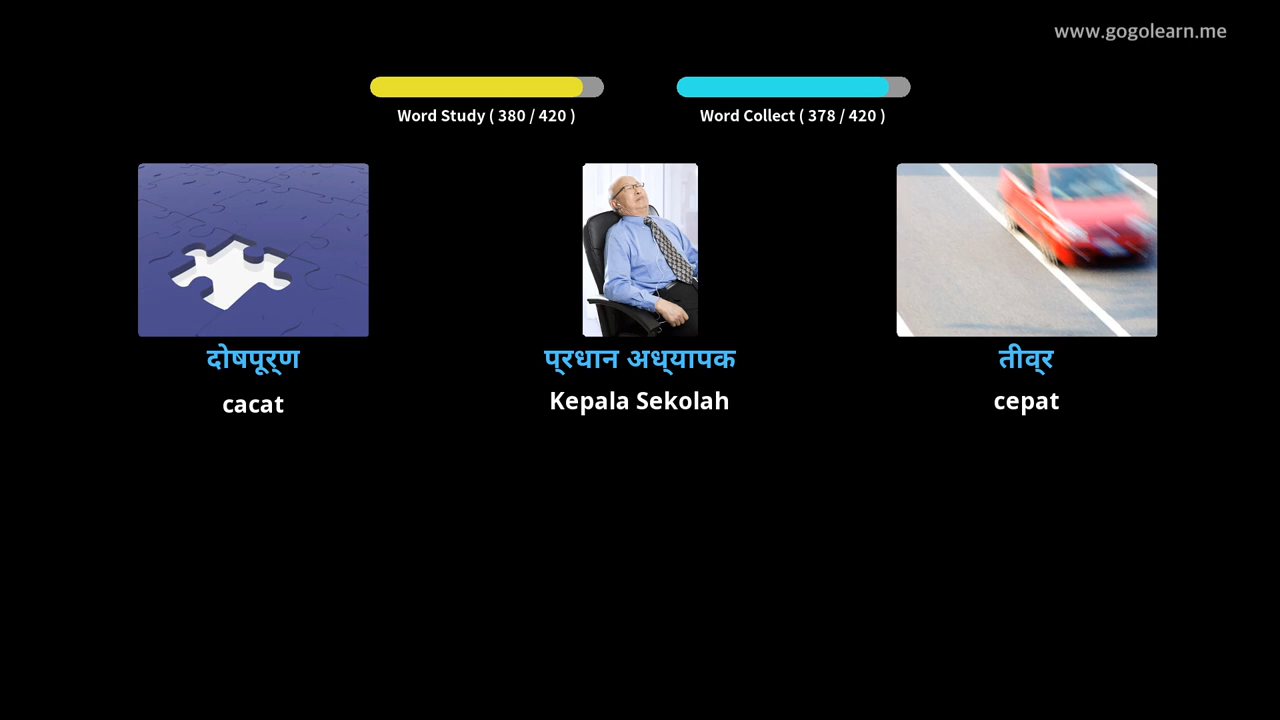 www.gogolearn.me
Word Study ( 380 / 420 )
Word Collect ( 378 / 420 )
दोषपूर्ण
प्रधान अध्यापक
तीव्र
cacat
Kepala Sekolah
cepat